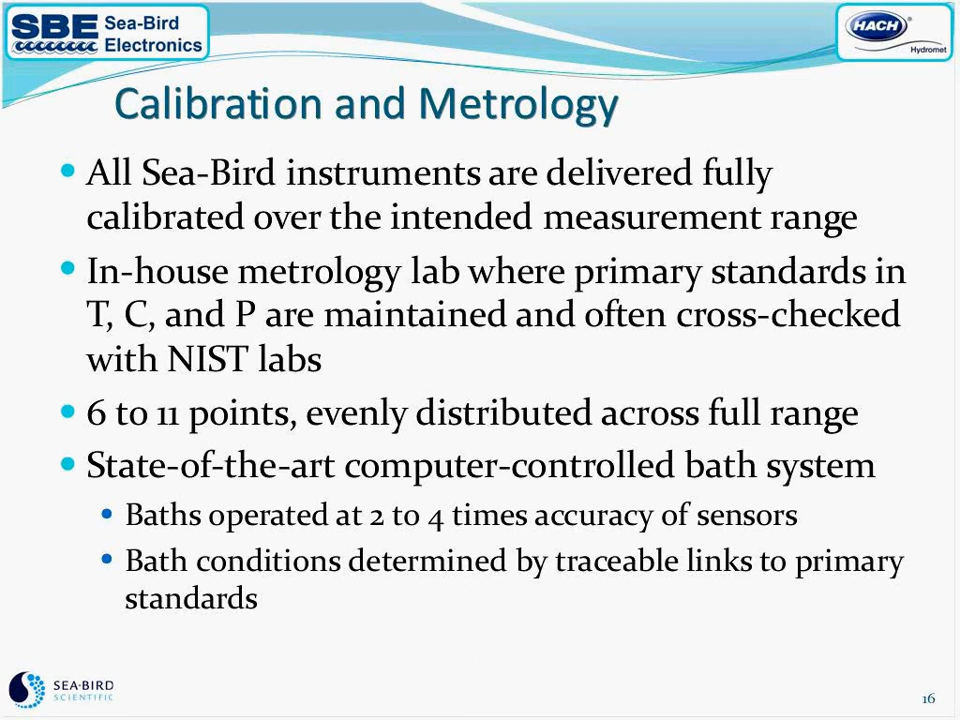 SBE Sea-Bird
Electronics
HACH®
Hydromet
Calibration and Metrology
• All Sea-Bird instruments are delivered fully
calibrated over the intended measurement range
• In-house metrology lab where primary standards in
T, C, and P are maintained and often cross-checked
with NIST labs
• 6 to 11 points, evenly distributed across full range
• State-of-the-art computer-controlled bath system
• Baths operated at 2 to 4 times accuracy of sensors
• Bath conditions determined by traceable links to primary
standards
SEA·BIRD
SCIENTIFIC
16